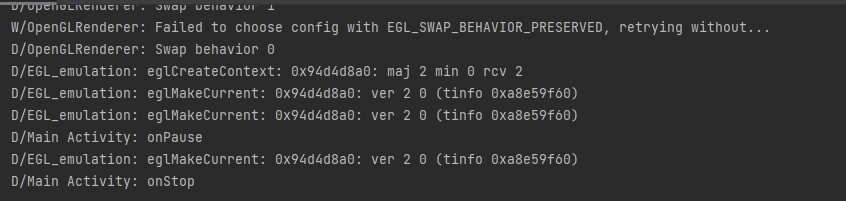 D/OpenGLRenderer: Swap behavior 1
W/OpenGLRenderer: Failed to choose config with EGL_SWAP_BEHAVIOR_PRESERVED, retrying without...
D/OpenGLRenderer: Swap behavior 0
D/EGL_emulation: eglCreateContext: 0x94d4d8a0: maj 2 min 0 rcv 2
D/EGL_emulation: eglMakeCurrent: 0x94d4d8a0: ver 2 0 (tinfo 0xa8e59f60)
D/EGL_emulation: eglMakeCurrent: 0x94d4d8a0: ver 2 0 (tinfo 0xa8e59f60)
D/Main Activity: onPause
D/EGL_emulation: eglMakeCurrent: 0x94d4d8a0: ver 2 0 (tinfo 0xa8e59f60)
D/Main Activity: onStop